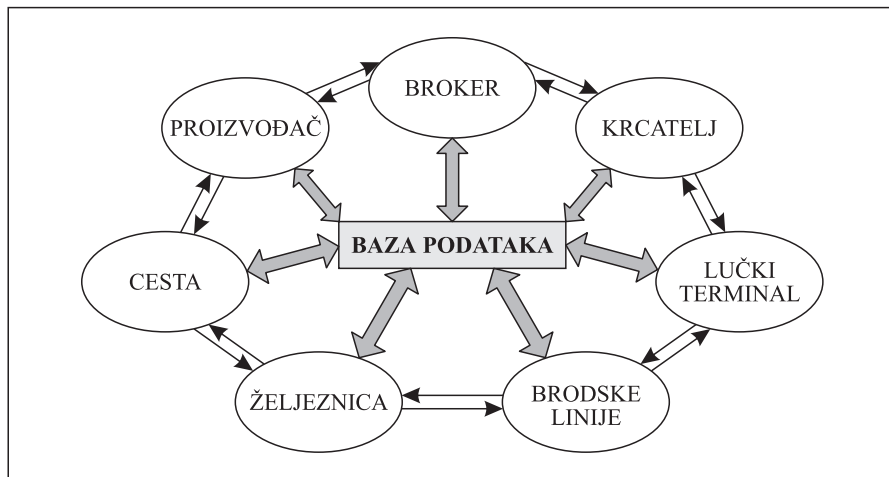 BROKER
PROIZVOĐAČ
KRCATELJ
BAZA PODATAKA
CESTA
LUČKI
TERMINAL
ŽELJEZNICA
BRODSKE
LINIJE